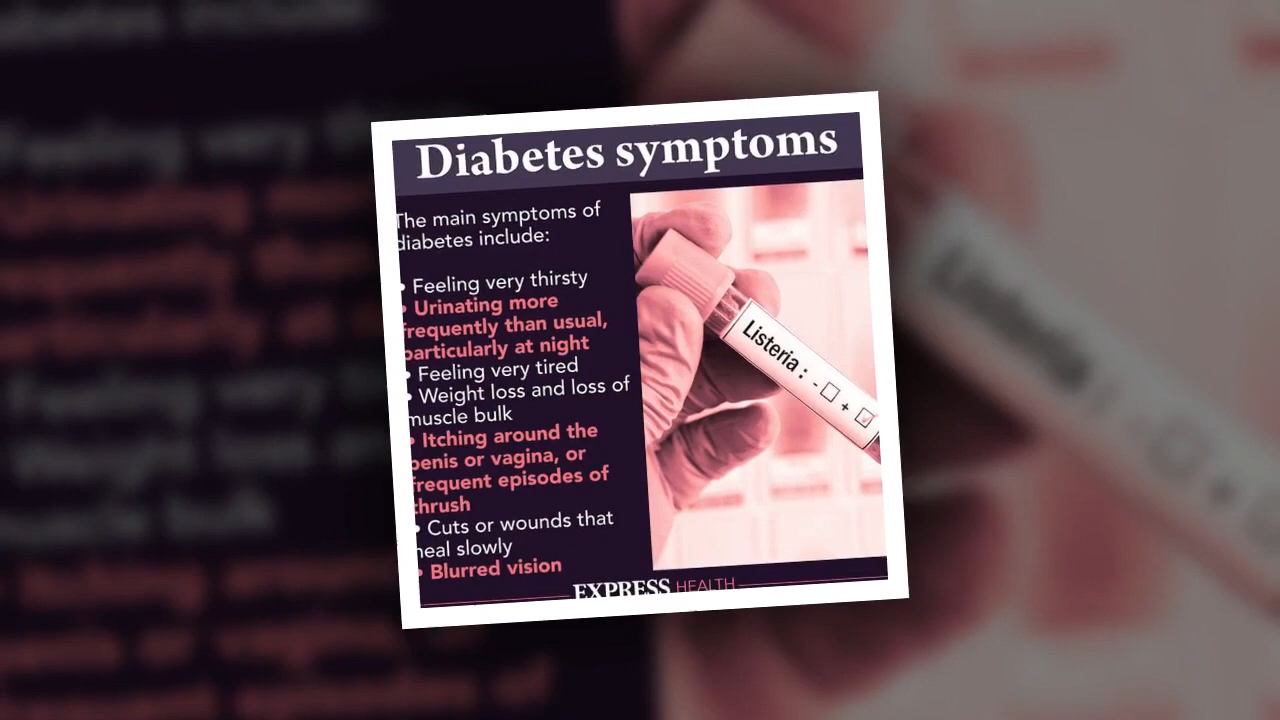 Diabetes symptoms
The main symptoms of
diabetes include:
• Feeling very thirsty
• Urinating more
frequently than usual,
particularly at night
• Feeling very tired
• Weight loss and loss of
muscle bulk
• Itching around the
penis or vagina, or
frequent episodes of
thrush
• Cuts or wounds that
heal slowly
• Blurred vision
Listeria : - +
EXPRESS HEALTH